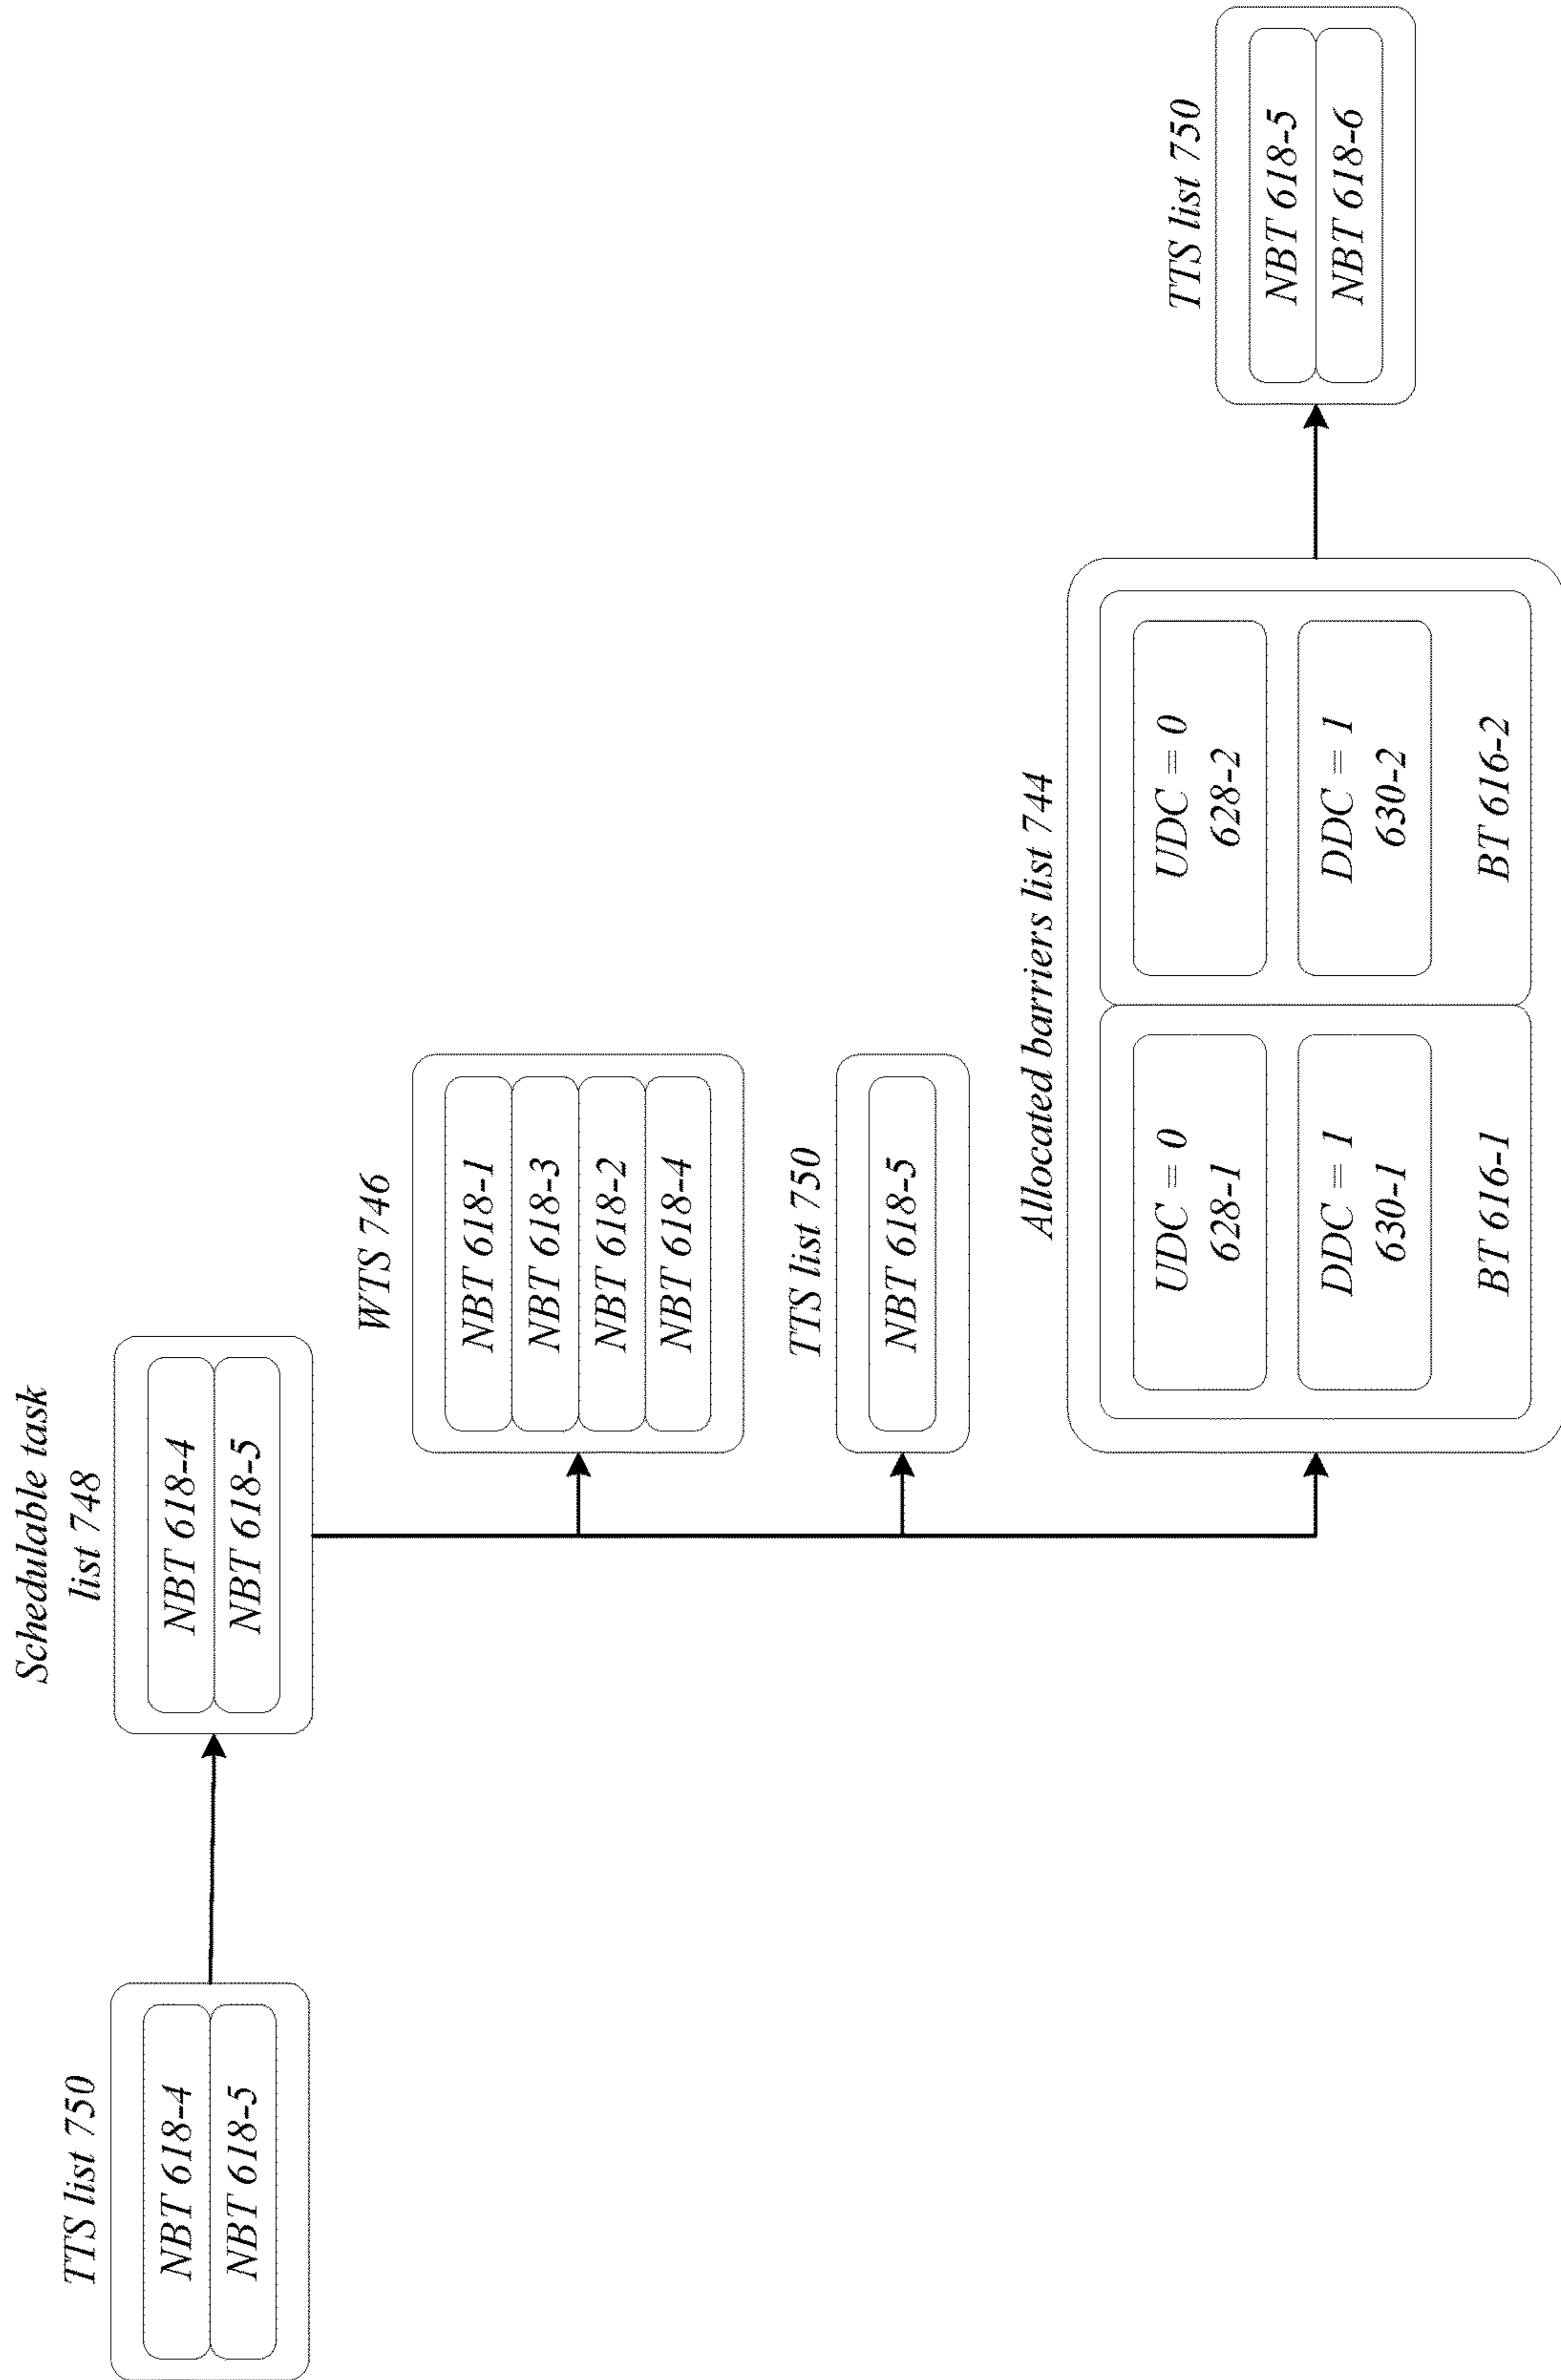 TTS list 750
NBT 618-4
NBT 618-5
Schedulable task
list 748
NBT 618-4
NBT 618-5
WTS 746
NBT 618-1
NBT 618-3
NBT 618-2
NBT 618-4
TTS list 750
NBT 618-5
Allocated barriers list 744
UDC = 0
628-1
DDC = 1
630-1
BT 616-1
UDC = 0
628-2
DDC = 1
630-2
BT 616-2
TTS list 750
NBT 618-5
NBT 618-6